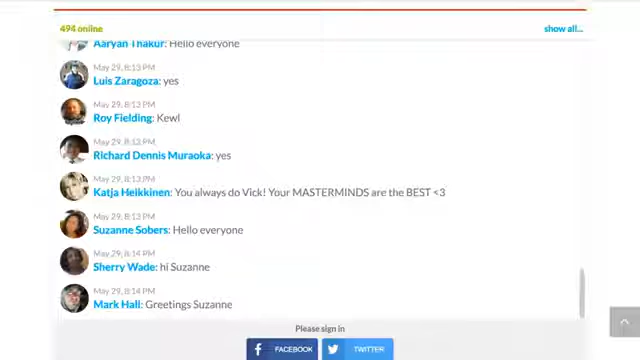 494 online
show all...
Aaryan Thakur: Hello everyone
May 29, 8:13 PM
Luis Zaragoza: yes
May 29, 8:13 PM
Roy Fielding: Kewl
May 29, 8:13 PM
Richard Dennis Muraoka: yes
May 29, 8:13 PM
Katja Heikkinen: You always do Vick! Your MASTERMINDS are the BEST <3
May 29, 8:13 PM
Suzanne Sobers: Hello everyone
May 29, 8:14 PM
Sherry Wade: hi Suzanne
May 29, 8:14 PM
Mark Hall: Greetings Suzanne
Please sign in
FACEBOOK
TWITTER